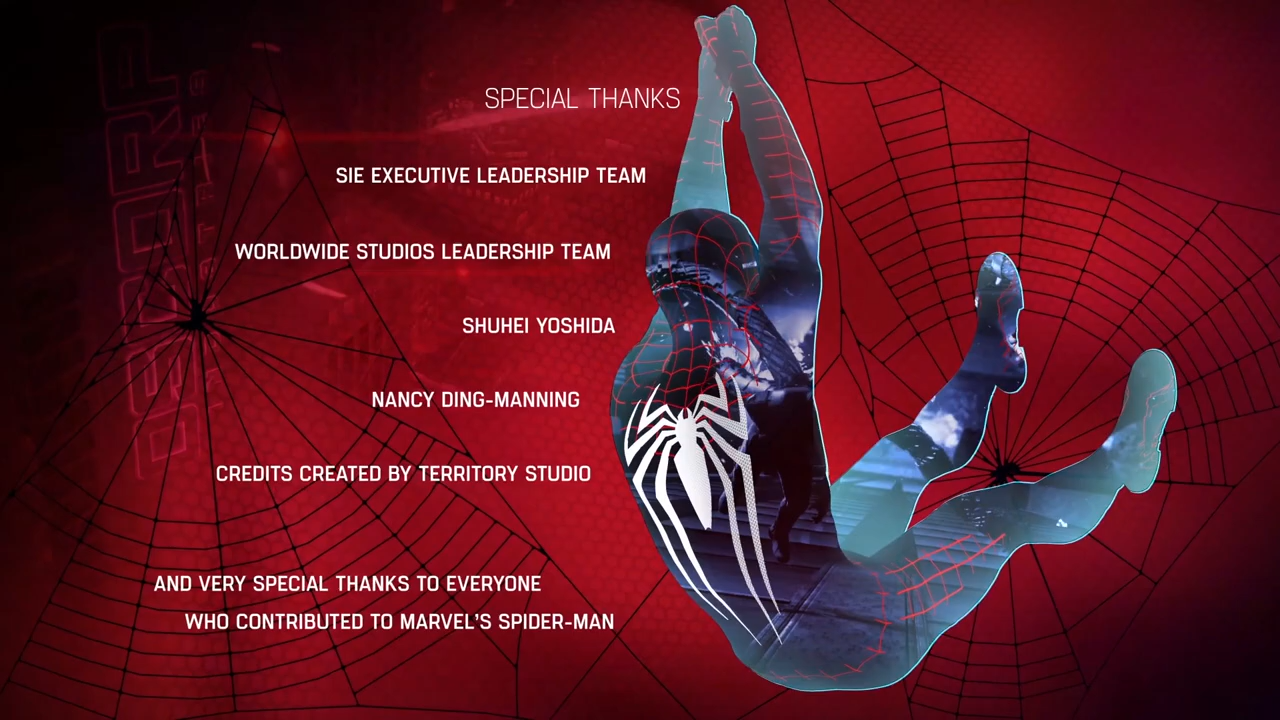 SPECIAL THANKS
SIE EXECUTIVE LEADERSHIP TEAM
WORLDWIDE STUDIOS LEADERSHIP TEAM
SHUHEI YOSHIDA
NANCY DING-MANNING
CREDITS CREATED BY TERRITORY STUDIO
AND VERY SPECIAL THANKS TO EVERYONE
WHO CONTRIBUTED TO MARVEL'S SPIDER-MAN